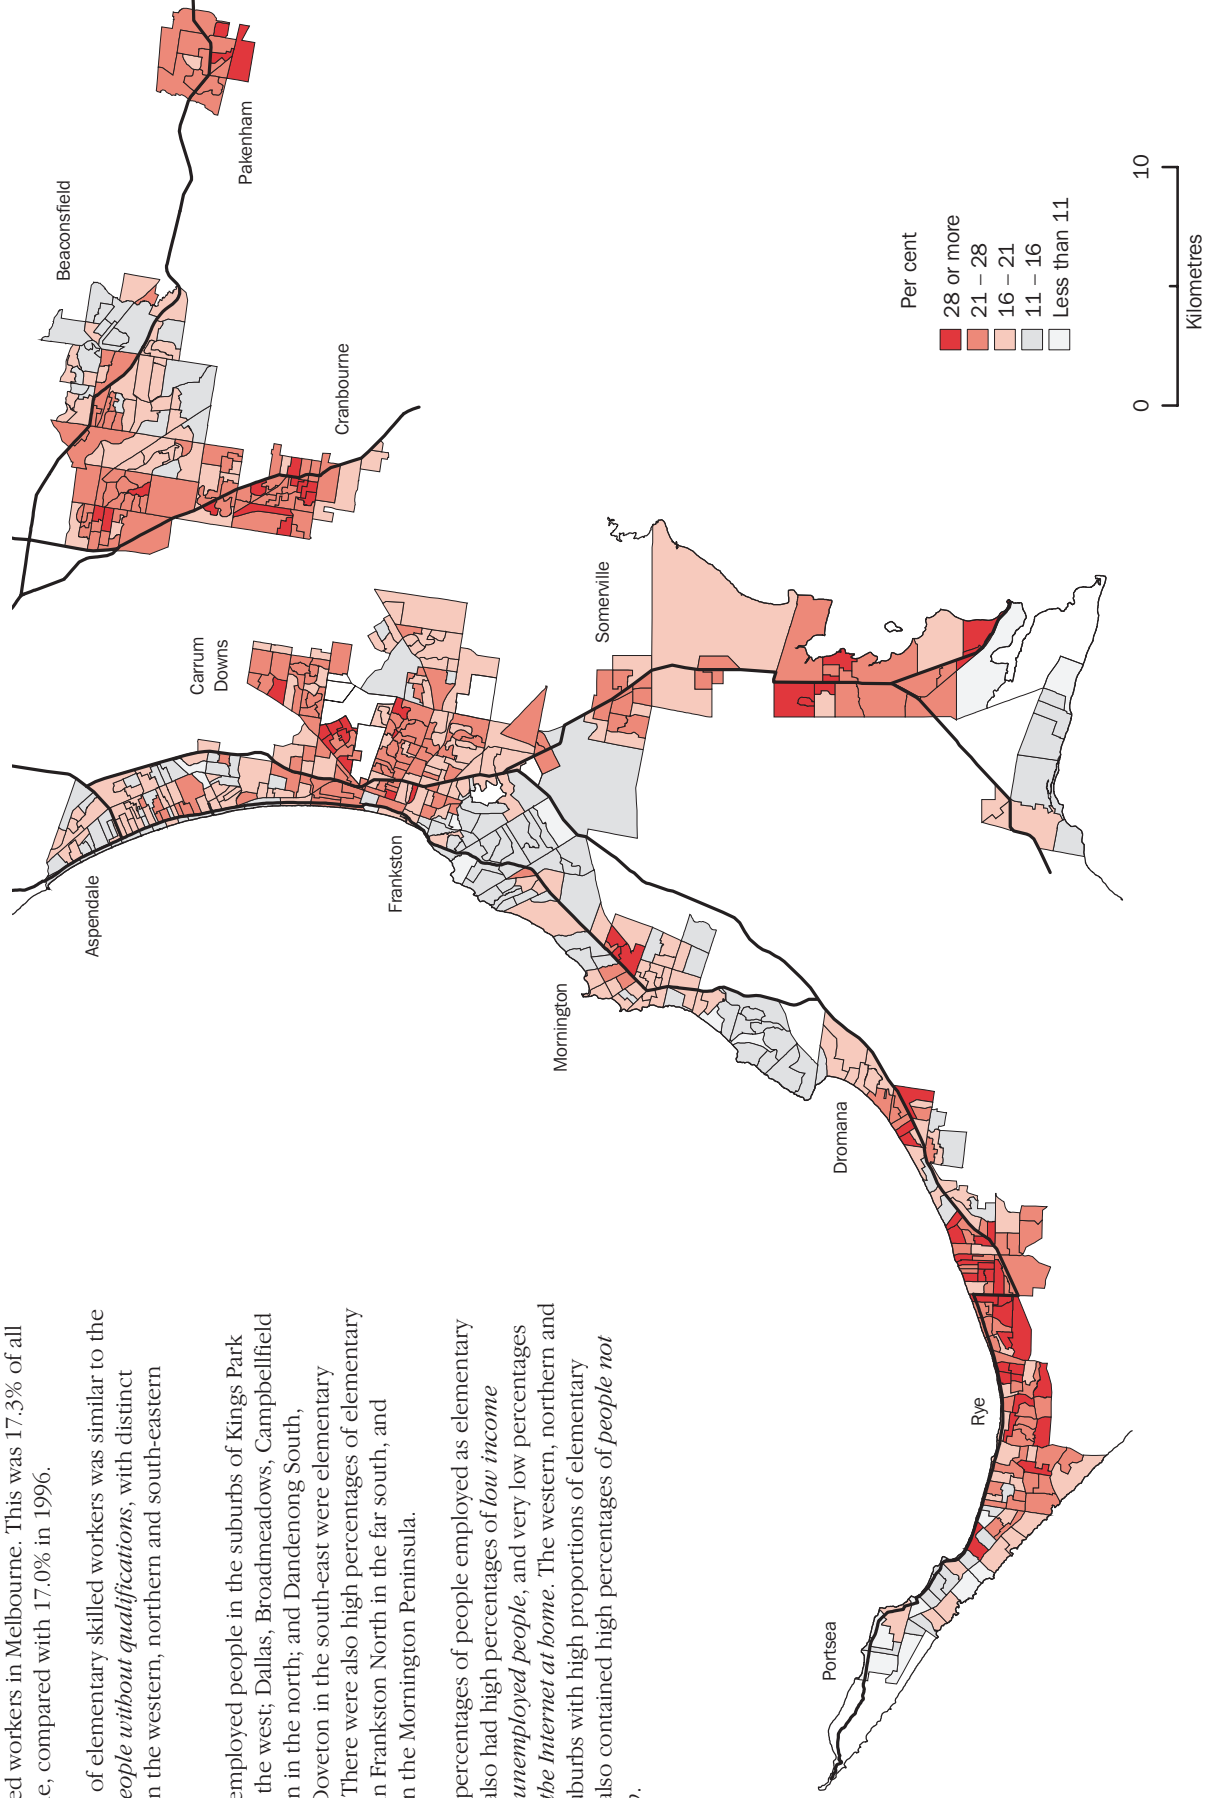 ed workers in Melbourne. This was 17.3% of all
e, compared with 17.0% in 1996.
of elementary skilled workers was similar to the
eople without qualifications, with distinct
n the western, northern and south-eastern
employed people in the suburbs of Kings Park
the west; Dallas, Broadmeadows, Campbellfield
n in the north; and Dandenong South,
Doveton in the south-east were elementary
There were also high percentages of elementary
n Frankston North in the far south, and
n the Mornington Peninsula.
percentages of people employed as elementary
also had high percentages of low income
unemployed people, and very low percentages
the Internet at home. The western, northern and
uburbs with high proportions of elementary
also contained high percentages of people not
p.
Pakenham
Beaconsfield
Cranbourne
Carrum
Downs
Somerville
Aspendale
Frankston
Mornington
Dromana
Rye
Portsea
Per cent
28 or more
21 – 28
16 – 21
11 – 16
Less than 11
0 10
Kilometres